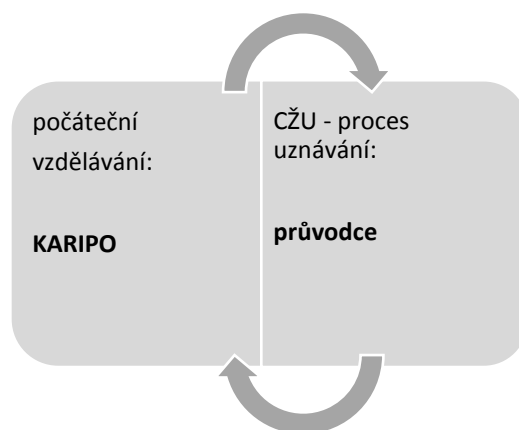 počáteční
vzdělávání:
KARIPO
CŽU - proces
uznávání:
průvodce